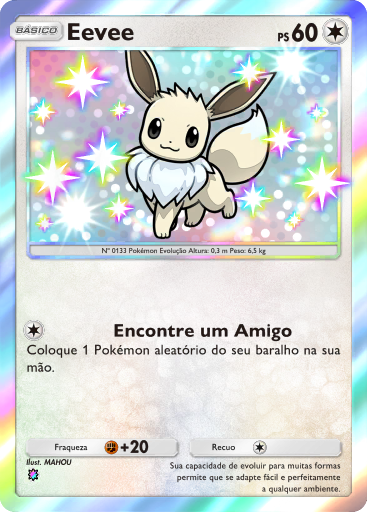 BÁSICO Eevee PS 60
Nº 0133 Pokémon Evolução Altura: 0,3 m Peso: 6,5 kg
Encontre um Amigo
Coloque 1 Pokémon aleatório do seu baralho na sua
mão.
Fraqueza +20 Recuo
Ilust. MAHOU
Sua capacidade de evoluir para muitas formas
permite que se adapte fácil e perfeitamente
a qualquer ambiente.